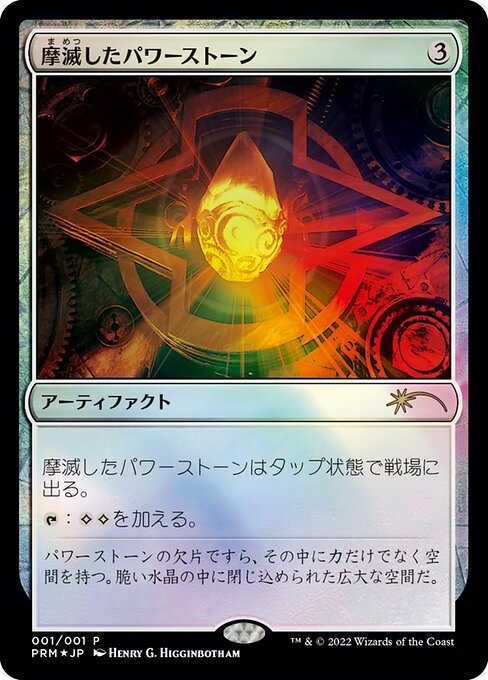 まめつ
摩滅したパワーストーン 3
アーティファクト
摩滅したパワーストーンはタップ状態で戦場に
出る。
:◇◇を加える。
パワーストーンの欠片ですら、その中に力だけでなく空
間を持つ。脆い水晶の中に閉じ込められた広大な空間だ。
001/001 P
PRM★JP Henry G. Higginbotham
™ & © 2022 Wizards of the Coast